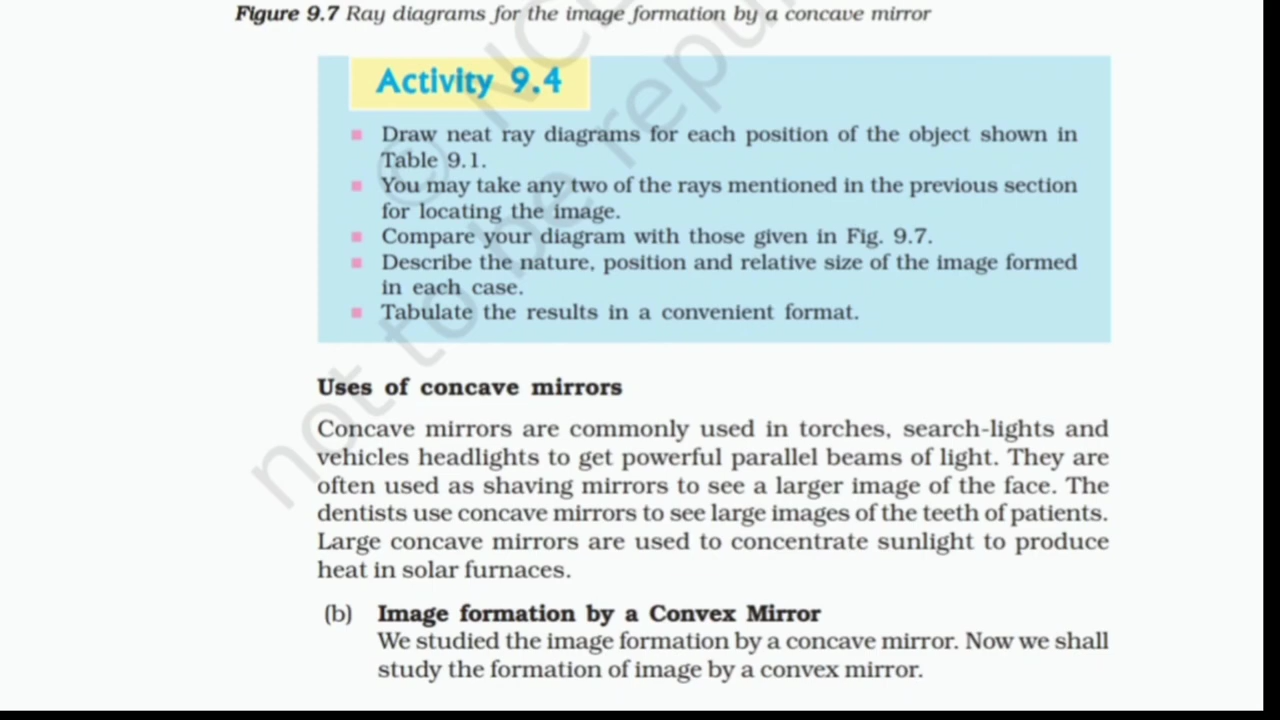 Figure 9.7 Ray diagrams for the image formation by a concave mirror
Activity 9.4
Draw neat ray diagrams for each position of the object shown in
Table 9.1.
You may take any two of the rays mentioned in the previous section
for locating the image.
Compare your diagram with those given in Fig. 9.7.
Describe the nature, position and relative size of the image formed
in each case.
Tabulate the results in a convenient format.
Uses of concave mirrors
Concave mirrors are commonly used in torches, search-lights and
vehicles headlights to get powerful parallel beams of light. They are
often used as shaving mirrors to see a larger image of the face. The
dentists use concave mirrors to see large images of the teeth of patients.
Large concave mirrors are used to concentrate sunlight to produce
heat in solar furnaces.
(b) Image formation by a Convex Mirror
We studied the image formation by a concave mirror. Now we shall
study the formation of image by a convex mirror.
©
not to be